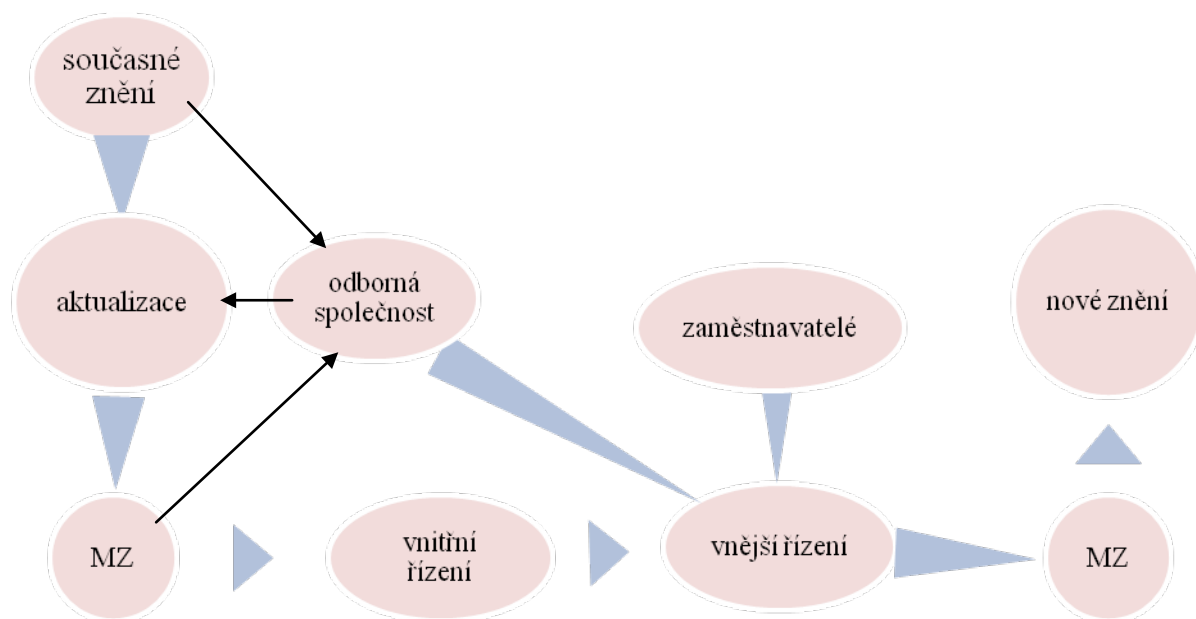 současné
znění
aktualizace
odborná
společnost
zaměstnavatelé
nové znění
MZ
vnitřní
řízení
vnější řízení
MZ